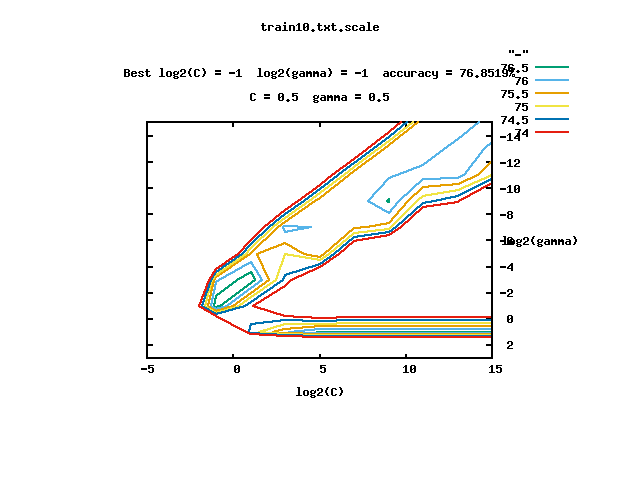 train10.txt.scale
"-"
Best log2(C) = -1 log2(gamma) = -1 accuracy = 76.8519%
76.5
76
C = 0.5 gamma = 0.5
75.5
75
74.5
74
-14
-12
-10
-8
-6
log2(gamma)
-4
-2
0
2
-5 0 5 10 15
log2(C)